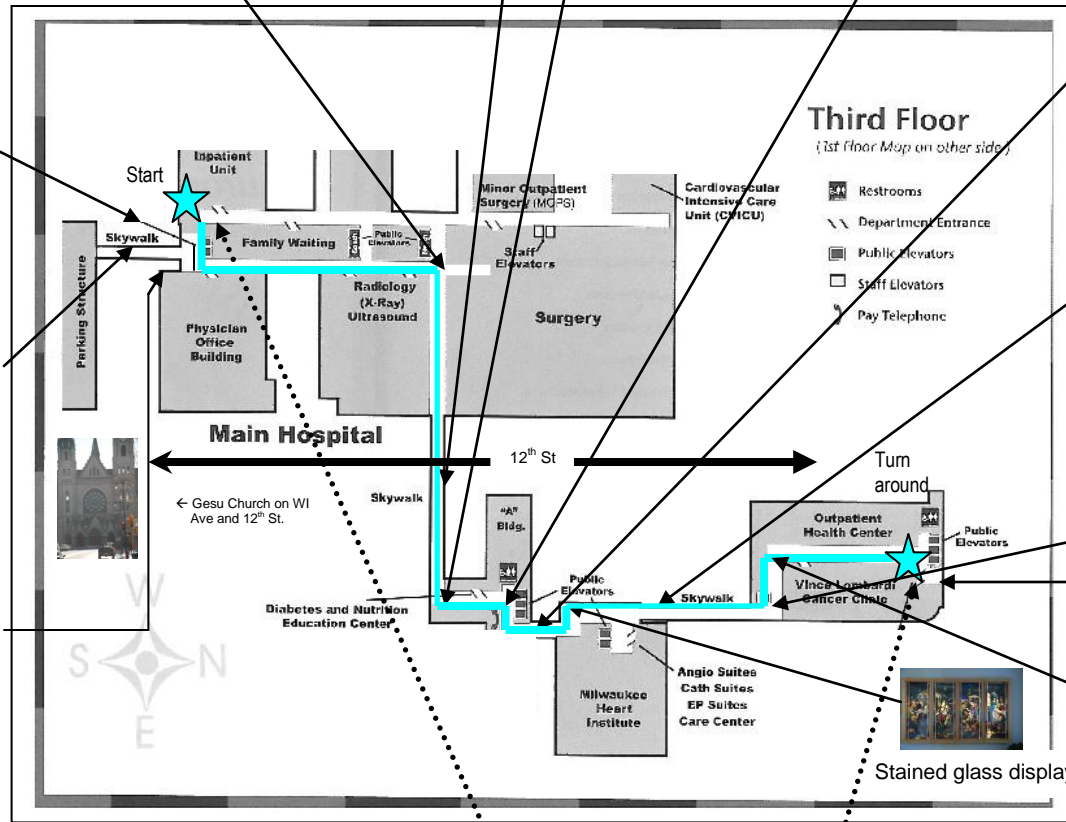 Third Floor
(1st Floor Map on other side)
Restrooms
Department Entrance
Public Elevators
Staff Elevators
Pay Telephone
Start
Inpatient
Unit
Skywalk
Family Waiting
Public
Elevators
Minor Outpatient
Surgery (MOPS)
Staff
Elevators
Cardiovascular
Intensive Care
Unit (CVICU)
Parking Structure
Physician
Office
Building
Radiology
(X-Ray)
Ultrasound
Surgery
Main Hospital
12th St
← Gesu Church on WI
Ave and 12th St.
Skywalk
"A"
Bldg.
Turn
around
Outpatient
Health Center
Public
Elevators
Vince Lombardi
Cancer Clinic
Diabetes and Nutrition
Education Center
Public
Elevators
Skywalk
Angio Suites
Cath Suites
EP Suites
Care Center
Milwaukee
Heart
Institute
W
S N
E
Stained glass display